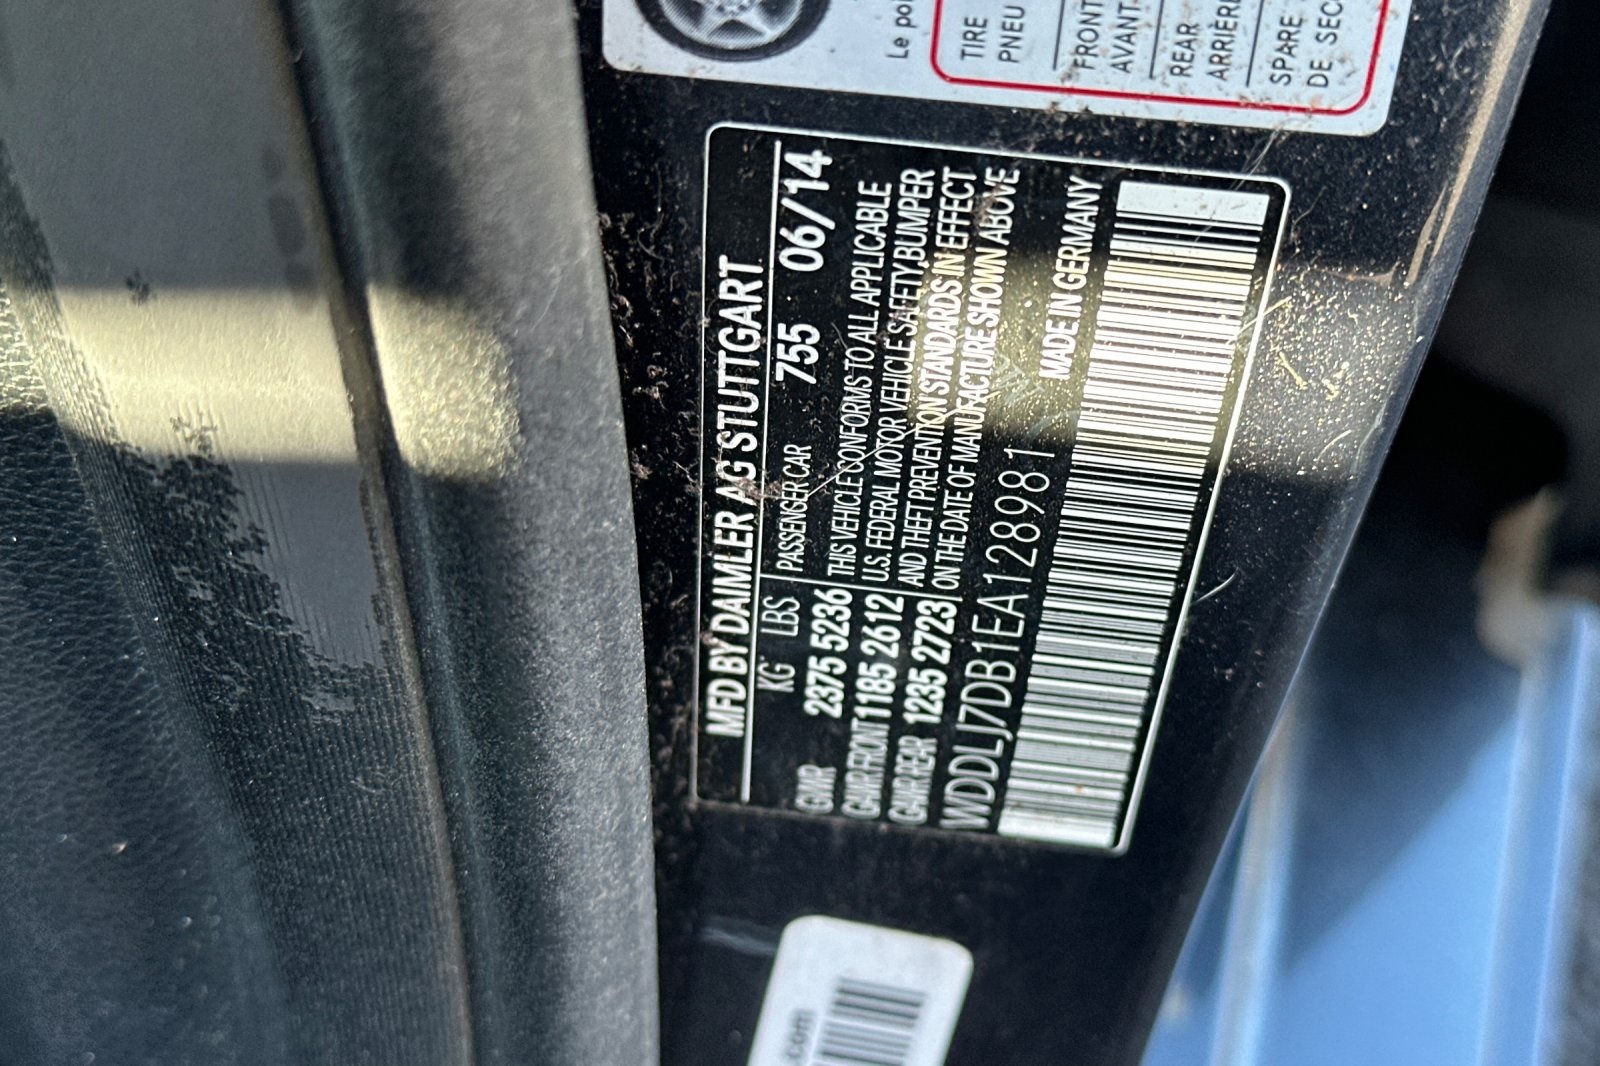 Le poi
TIRE
PNEU
FRONT
AVANT
REAR
ARRIÈRE
SPARE
DE SEC
MFD BY DAIMLER AG STUTTGART
KG LBS PASSENGER CAR 755 06/14
GVWR 2375 5236
GAWR FRONT 1185 2612
GAWR REAR 1235 2723
THIS VEHICLE CONFORMS TO ALL APPLICABLE
U.S. FEDERAL MOTOR VEHICLE SAFETY, BUMPER
AND THEFT PREVENTION STANDARDS IN EFFECT
ON THE DATE OF MANUFACTURE SHOWN ABOVE
WDDLJ7DB1EA128981 MADE IN GERMANY
.com